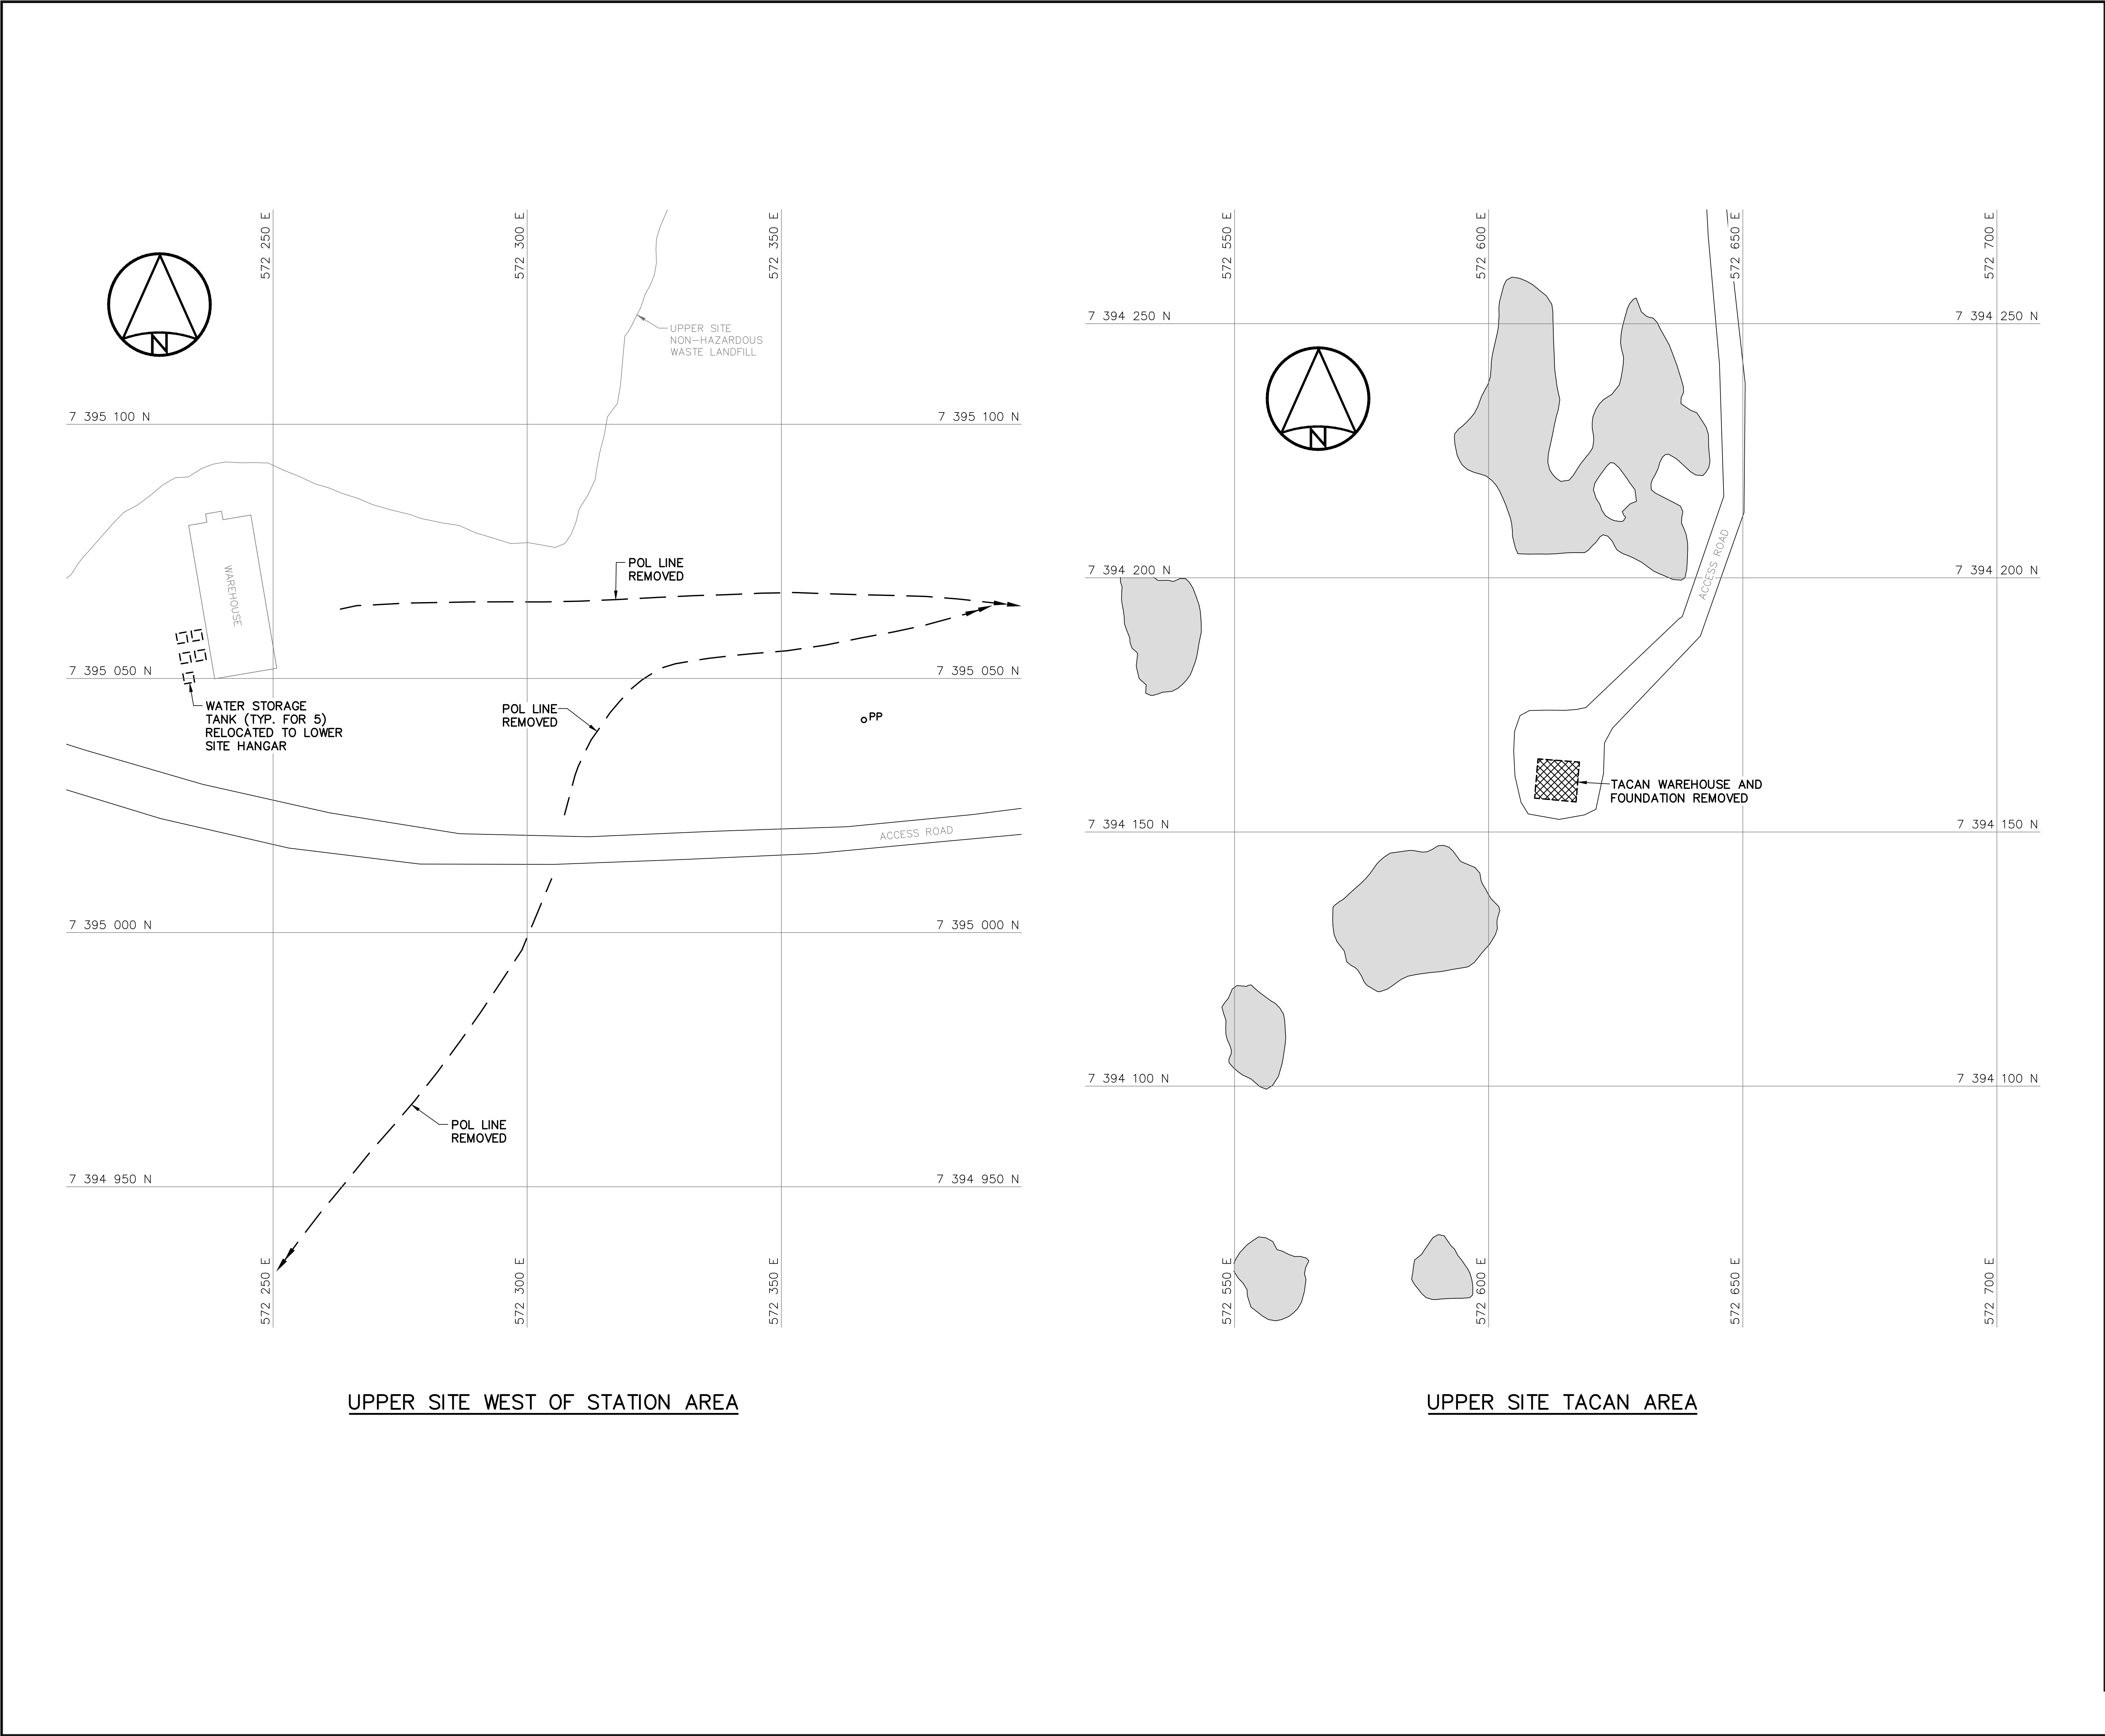 572 250 E
572 300 E
572 350 E
N
UPPER SITE
NON-HAZARDOUS
WASTE LANDFILL
7 395 100 N
7 395 100 N
WAREHOUSE
POL LINE
REMOVED
7 395 050 N
7 395 050 N
WATER STORAGE
TANK (TYP. FOR 5)
RELOCATED TO LOWER
SITE HANGAR
POL LINE
REMOVED
PP
ACCESS ROAD
7 395 000 N
7 395 000 N
POL LINE
REMOVED
7 394 950 N
7 394 950 N
572 250 E
572 300 E
572 350 E
UPPER SITE WEST OF STATION AREA
572 550 E
572 600 E
572 650 E
572 700 E
7 394 250 N
7 394 250 N
N
7 394 200 N
7 394 200 N
ACCESS ROAD
TACAN WAREHOUSE AND
FOUNDATION REMOVED
7 394 150 N
7 394 150 N
7 394 100 N
7 394 100 N
572 550 E
572 600 E
572 650 E
572 700 E
UPPER SITE TACAN AREA